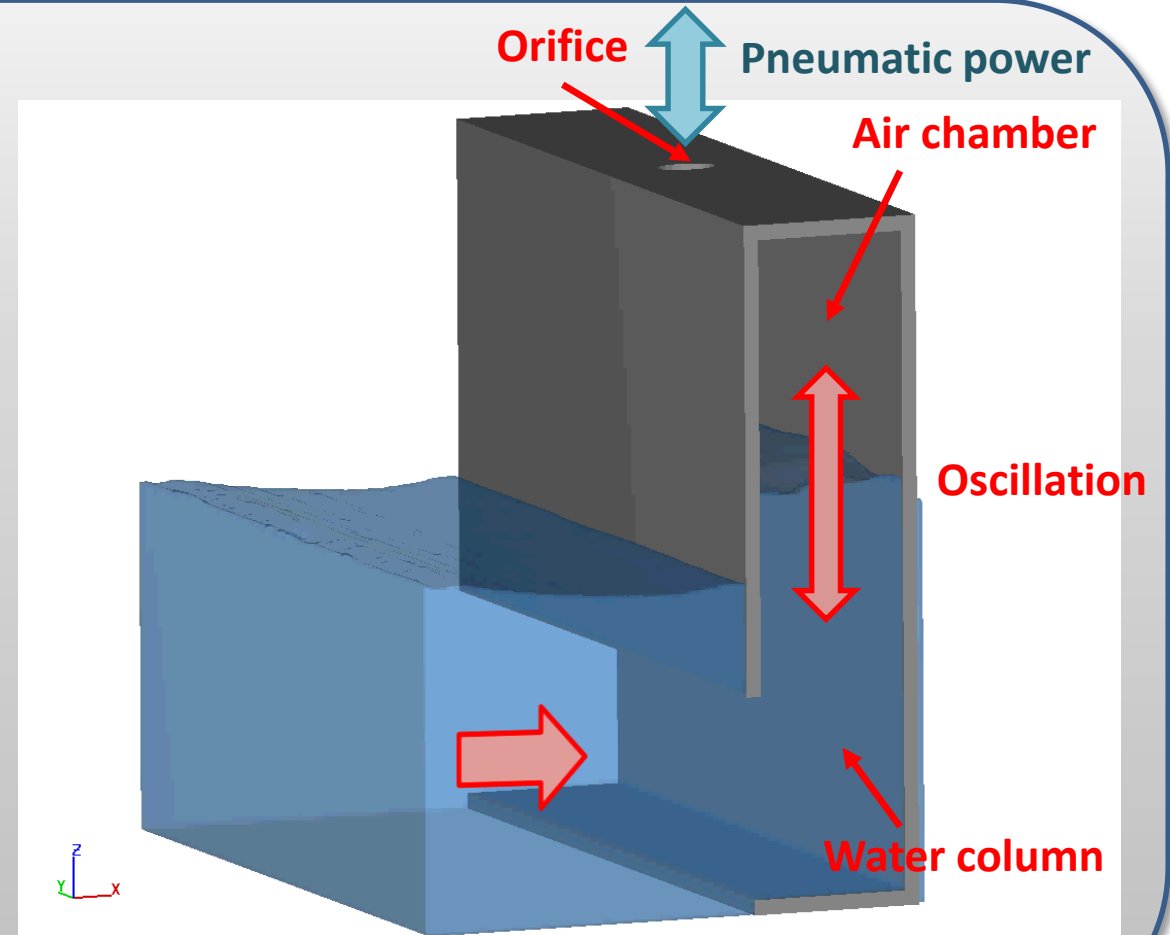 Orifice
Pneumatic power
Air chamber
Oscillation
Water column
Z
Y
X